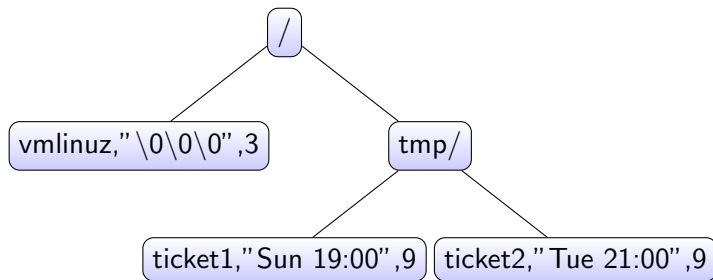 /
vmlinuz,"\0\0\0",3
tmp/
ticket1,"Sun 19:00",9
ticket2,"Tue 21:00",9